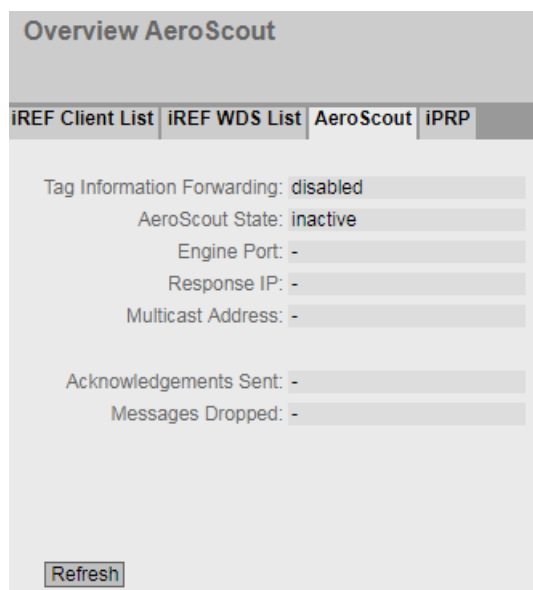 Overview AeroScout
iREF Client List iREF WDS List AeroScout iPRP
Tag Information Forwarding: disabled
AeroScout State: inactive
Engine Port: -
Response IP: -
Multicast Address: -
Acknowledgements Sent: -
Messages Dropped: -
Refresh